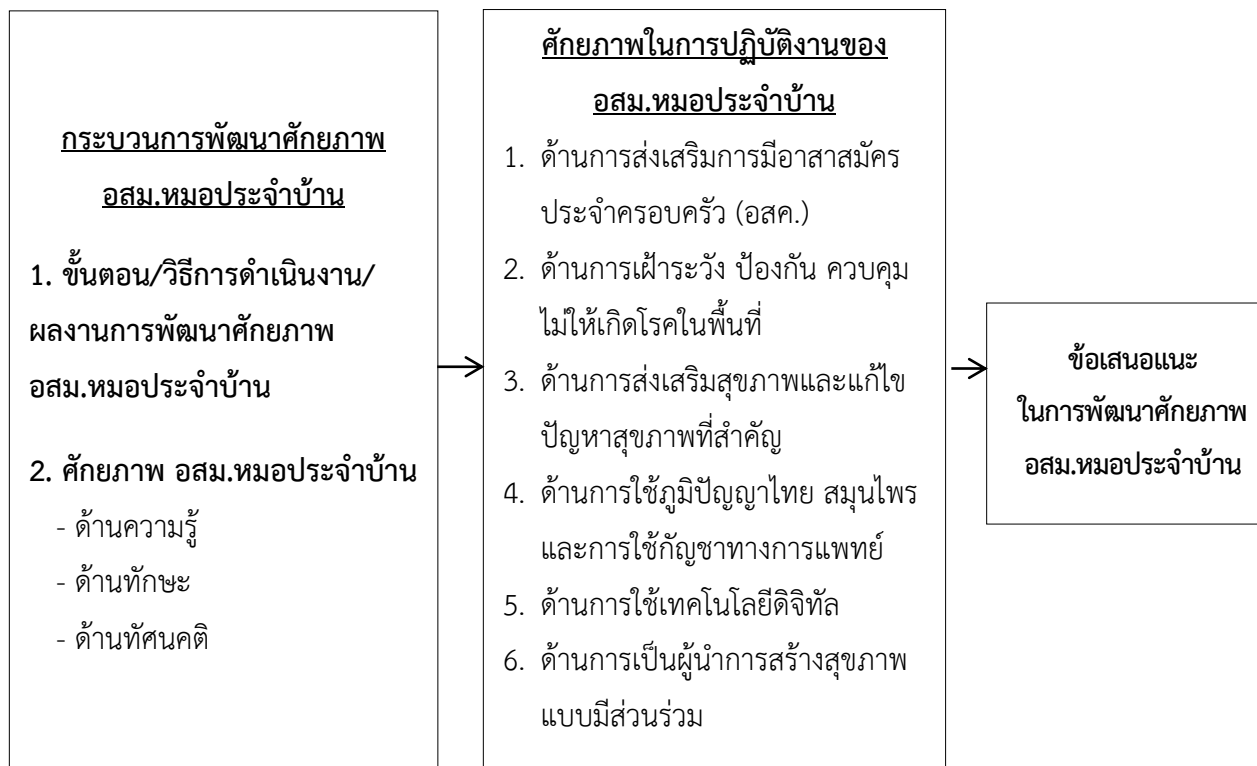 กระบวนการพัฒนาศักยภาพ
อสม.หมอประจำบ้าน
1. ขั้นตอน/วิธีการดำเนินงาน/
ผลงานการพัฒนาศักยภาพ
อสม.หมอประจำบ้าน
2. ศักยภาพ อสม.หมอประจำบ้าน
- ด้านความรู้
- ด้านทักษะ
- ด้านทัศนคติ
ศักยภาพในการปฏิบัติงานของ
อสม.หมอประจำบ้าน
1. ด้านการส่งเสริมการมีอาสาสมัคร
ประจำครอบครัว (อสค.)
2. ด้านการเฝ้าระวัง ป้องกัน ควบคุม
ไม่ให้เกิดโรคในพื้นที่
3. ด้านการส่งเสริมสุขภาพและแก้ไข
ปัญหาสุขภาพที่สำคัญ
4. ด้านการใช้ภูมิปัญญาไทย สมุนไพร
และการใช้กัญชาทางการแพทย์
5. ด้านการใช้เทคโนโลยีดิจิทัล
6. ด้านการเป็นผู้นำการสร้างสุขภาพ
แบบมีส่วนร่วม
ข้อเสนอแนะ
ในการพัฒนาศักยภาพ
อสม.หมอประจำบ้าน